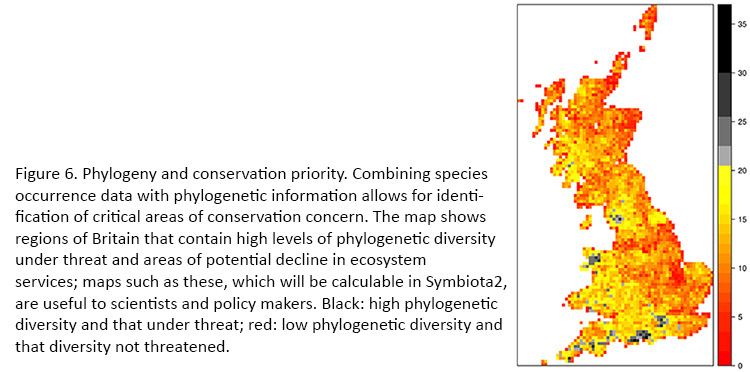 Figure 6. Phylogeny and conservation priority. Combining species
occurrence data with phylogenetic information allows for identi-
fication of critical areas of conservation concern. The map shows
regions of Britain that contain high levels of phylogenetic diversity
under threat and areas of potential decline in ecosystem
services; maps such as these, which will be calculable in Symbiota2,
are useful to scientists and policy makers. Black: high phylogenetic
diversity and that under threat; red: low phylogenetic diversity and
that diversity not threatened.
35
30
25
20
15
10
5
0